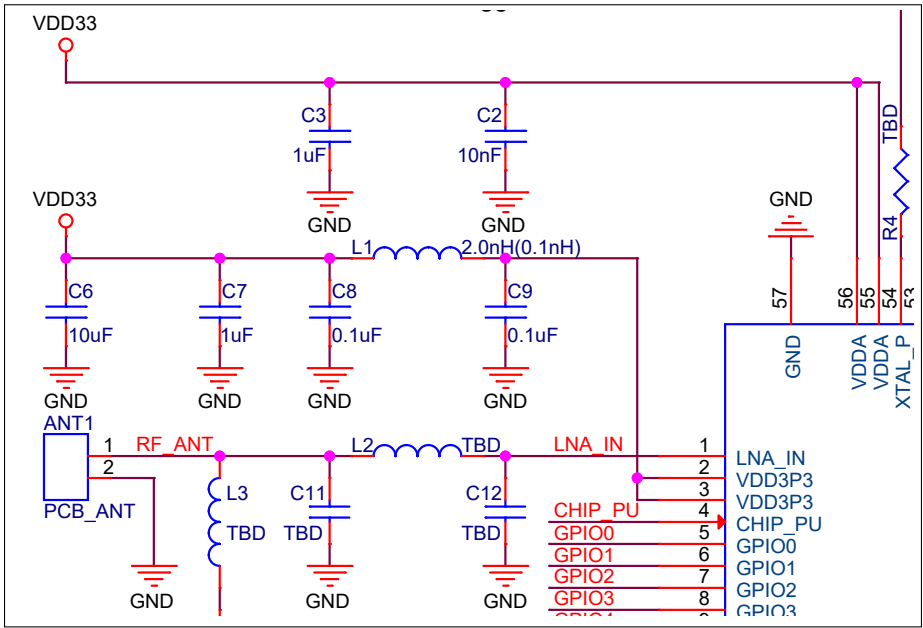 VDD33
C3
1uF
GND
C2
10nF
GND
TBD
R4
VDD33
L1
2.0nH(0.1nH)
C6
10uF
GND
C7
1uF
GND
C8
0.1uF
GND
C9
0.1uF
GND
GND
57
56
55
54
53
GND
VDDA
VDDA
XTAL_P
ANT1
1
2
PCB_ANT
RF_ANT
GND
L3
TBD
L2
TBD
C11
TBD
GND
C12
TBD
GND
LNA_IN
1
LNA_IN
2
VDD3P3
3
VDD3P3
CHIP_PU
4
CHIP_PU
GPIO0
5
GPIO0
GPIO1
6
GPIO1
GPIO2
7
GPIO2
GPIO3
8
GPIO3